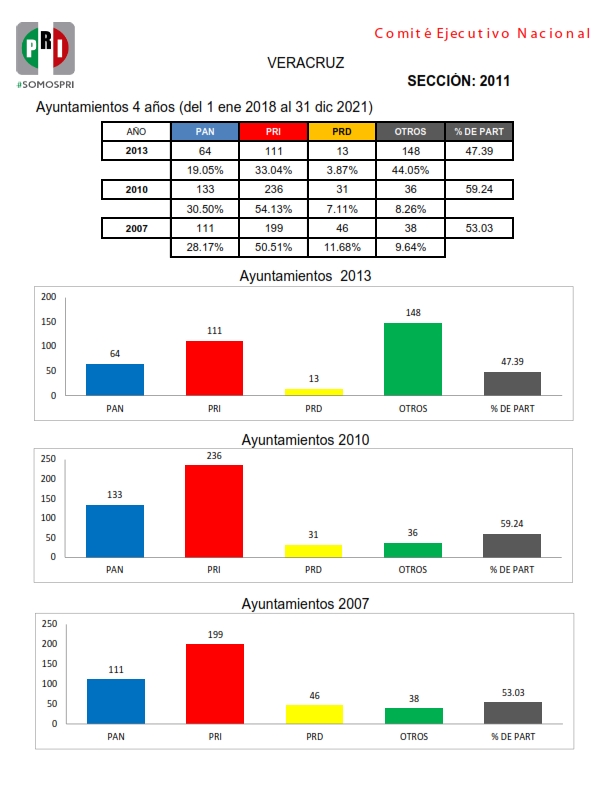 Comité Ejecutivo Nacional
PRI
#SOMOSPRI
VERACRUZ
SECCIÓN: 2011
Ayuntamientos 4 años (del 1 ene 2018 al 31 dic 2021)
AÑO PAN PRI PRD OTROS % DE PART
2013 64 111 13 148 47.39
19.05% 33.04% 3.87% 44.05%
2010 133 236 31 36 59.24
30.50% 54.13% 7.11% 8.26%
2007 111 199 46 38 53.03
28.17% 50.51% 11.68% 9.64%
Ayuntamientos 2013
200
150
100
50
0
64
111
13
148
47.39
PAN PRI PRD OTROS % DE PART
Ayuntamientos 2010
250
200
150
100
50
0
133
236
31
36
59.24
PAN PRI PRD OTROS % DE PART
Ayuntamientos 2007
250
200
150
100
50
0
111
199
46
38
53.03
PAN PRI PRD OTROS % DE PART